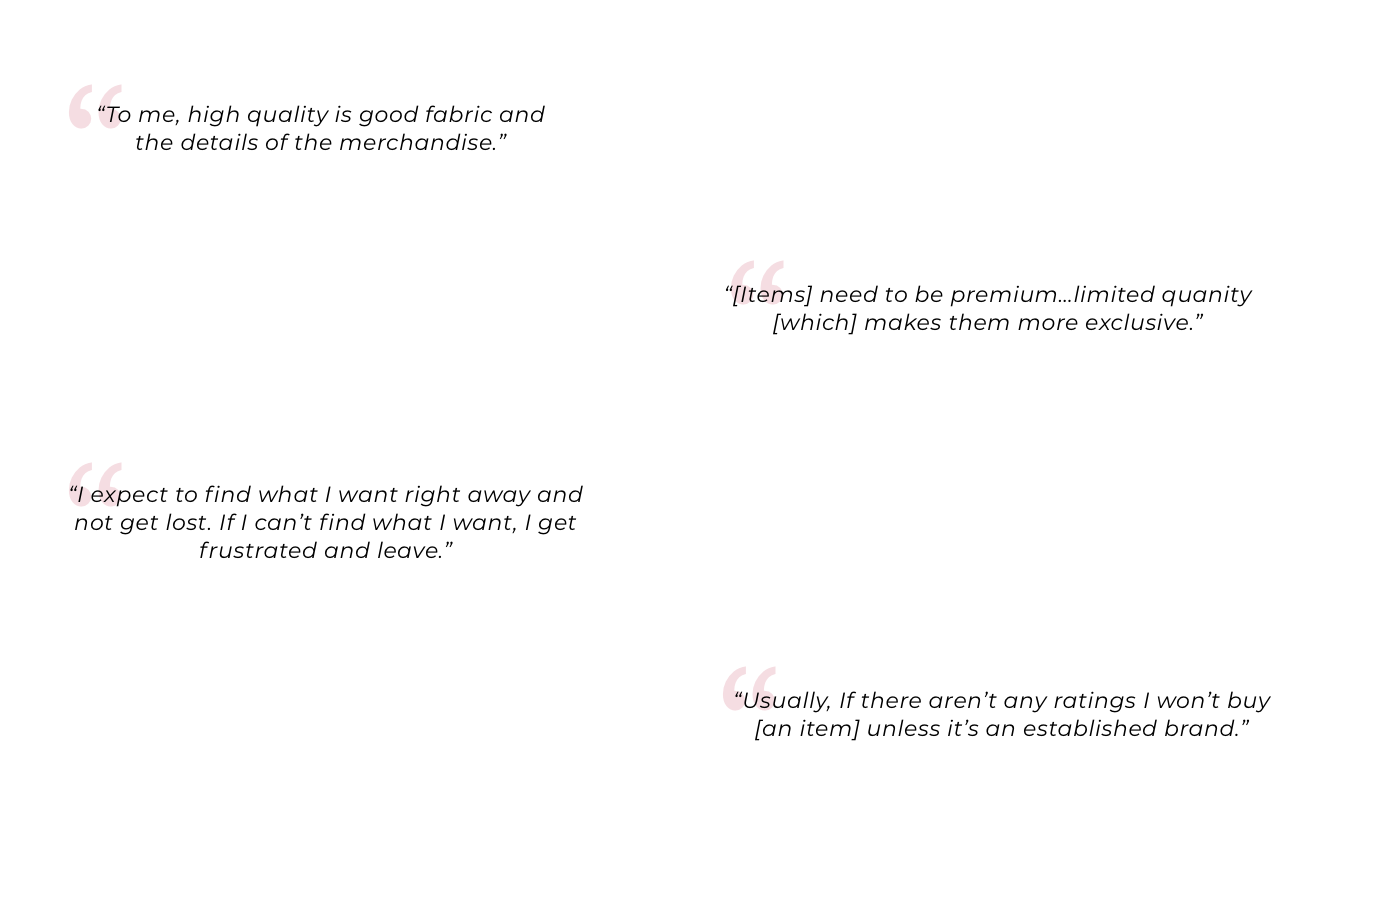 “To me, high quality is good fabric and
the details of the merchandise.”
“[Items] need to be premium...limited quanity
[which] makes them more exclusive.”
“I expect to find what I want right away and
not get lost. If I can’t find what I want, I get
frustrated and leave.”
“Usually, If there aren’t any ratings I won’t buy
[an item] unless it’s an established brand.”